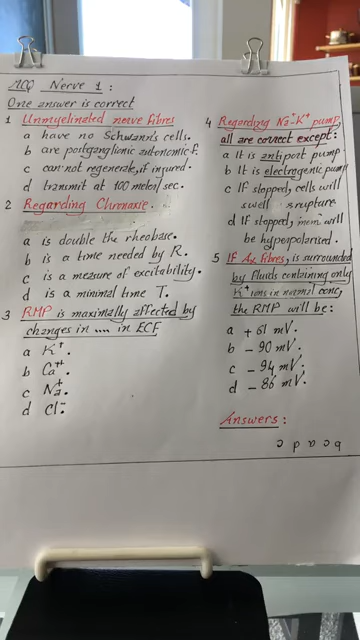 MCQ Nerve 1 :
One answer is correct
1 Unmyelinated nerve fibres
a have no Schwann's cells.
b are postganglionic autonomic f.
c can not regenerate, if injured.
d transmit at 100 meter/sec.
2 Regarding Chronaxie.
a is double the rheobase.
b is a time needed by R.
c is a measure of excitability.
d is a minimal time T.
3 RMP is maximally affected by
changes in .... in ECF
a K⁺.
b Ca⁺⁺.
c Na⁺.
d Cl⁻.
4 Regarding Na⁺-K⁺ pump,
all are correct except:
a It is antiport pump
b It is electrogenic pump
c If stopped, cells will
swell & rupture
d If stopped, mem will
be hyperpolarised.
5 If Aα fibres, is surrounded
by fluids containing only
K⁺ ions in normal conc,
the RMP will be:
a + 61 mV.
b - 90 mV.
c - 94 mV.
d - 86 mV.
Answers:
b c a d c